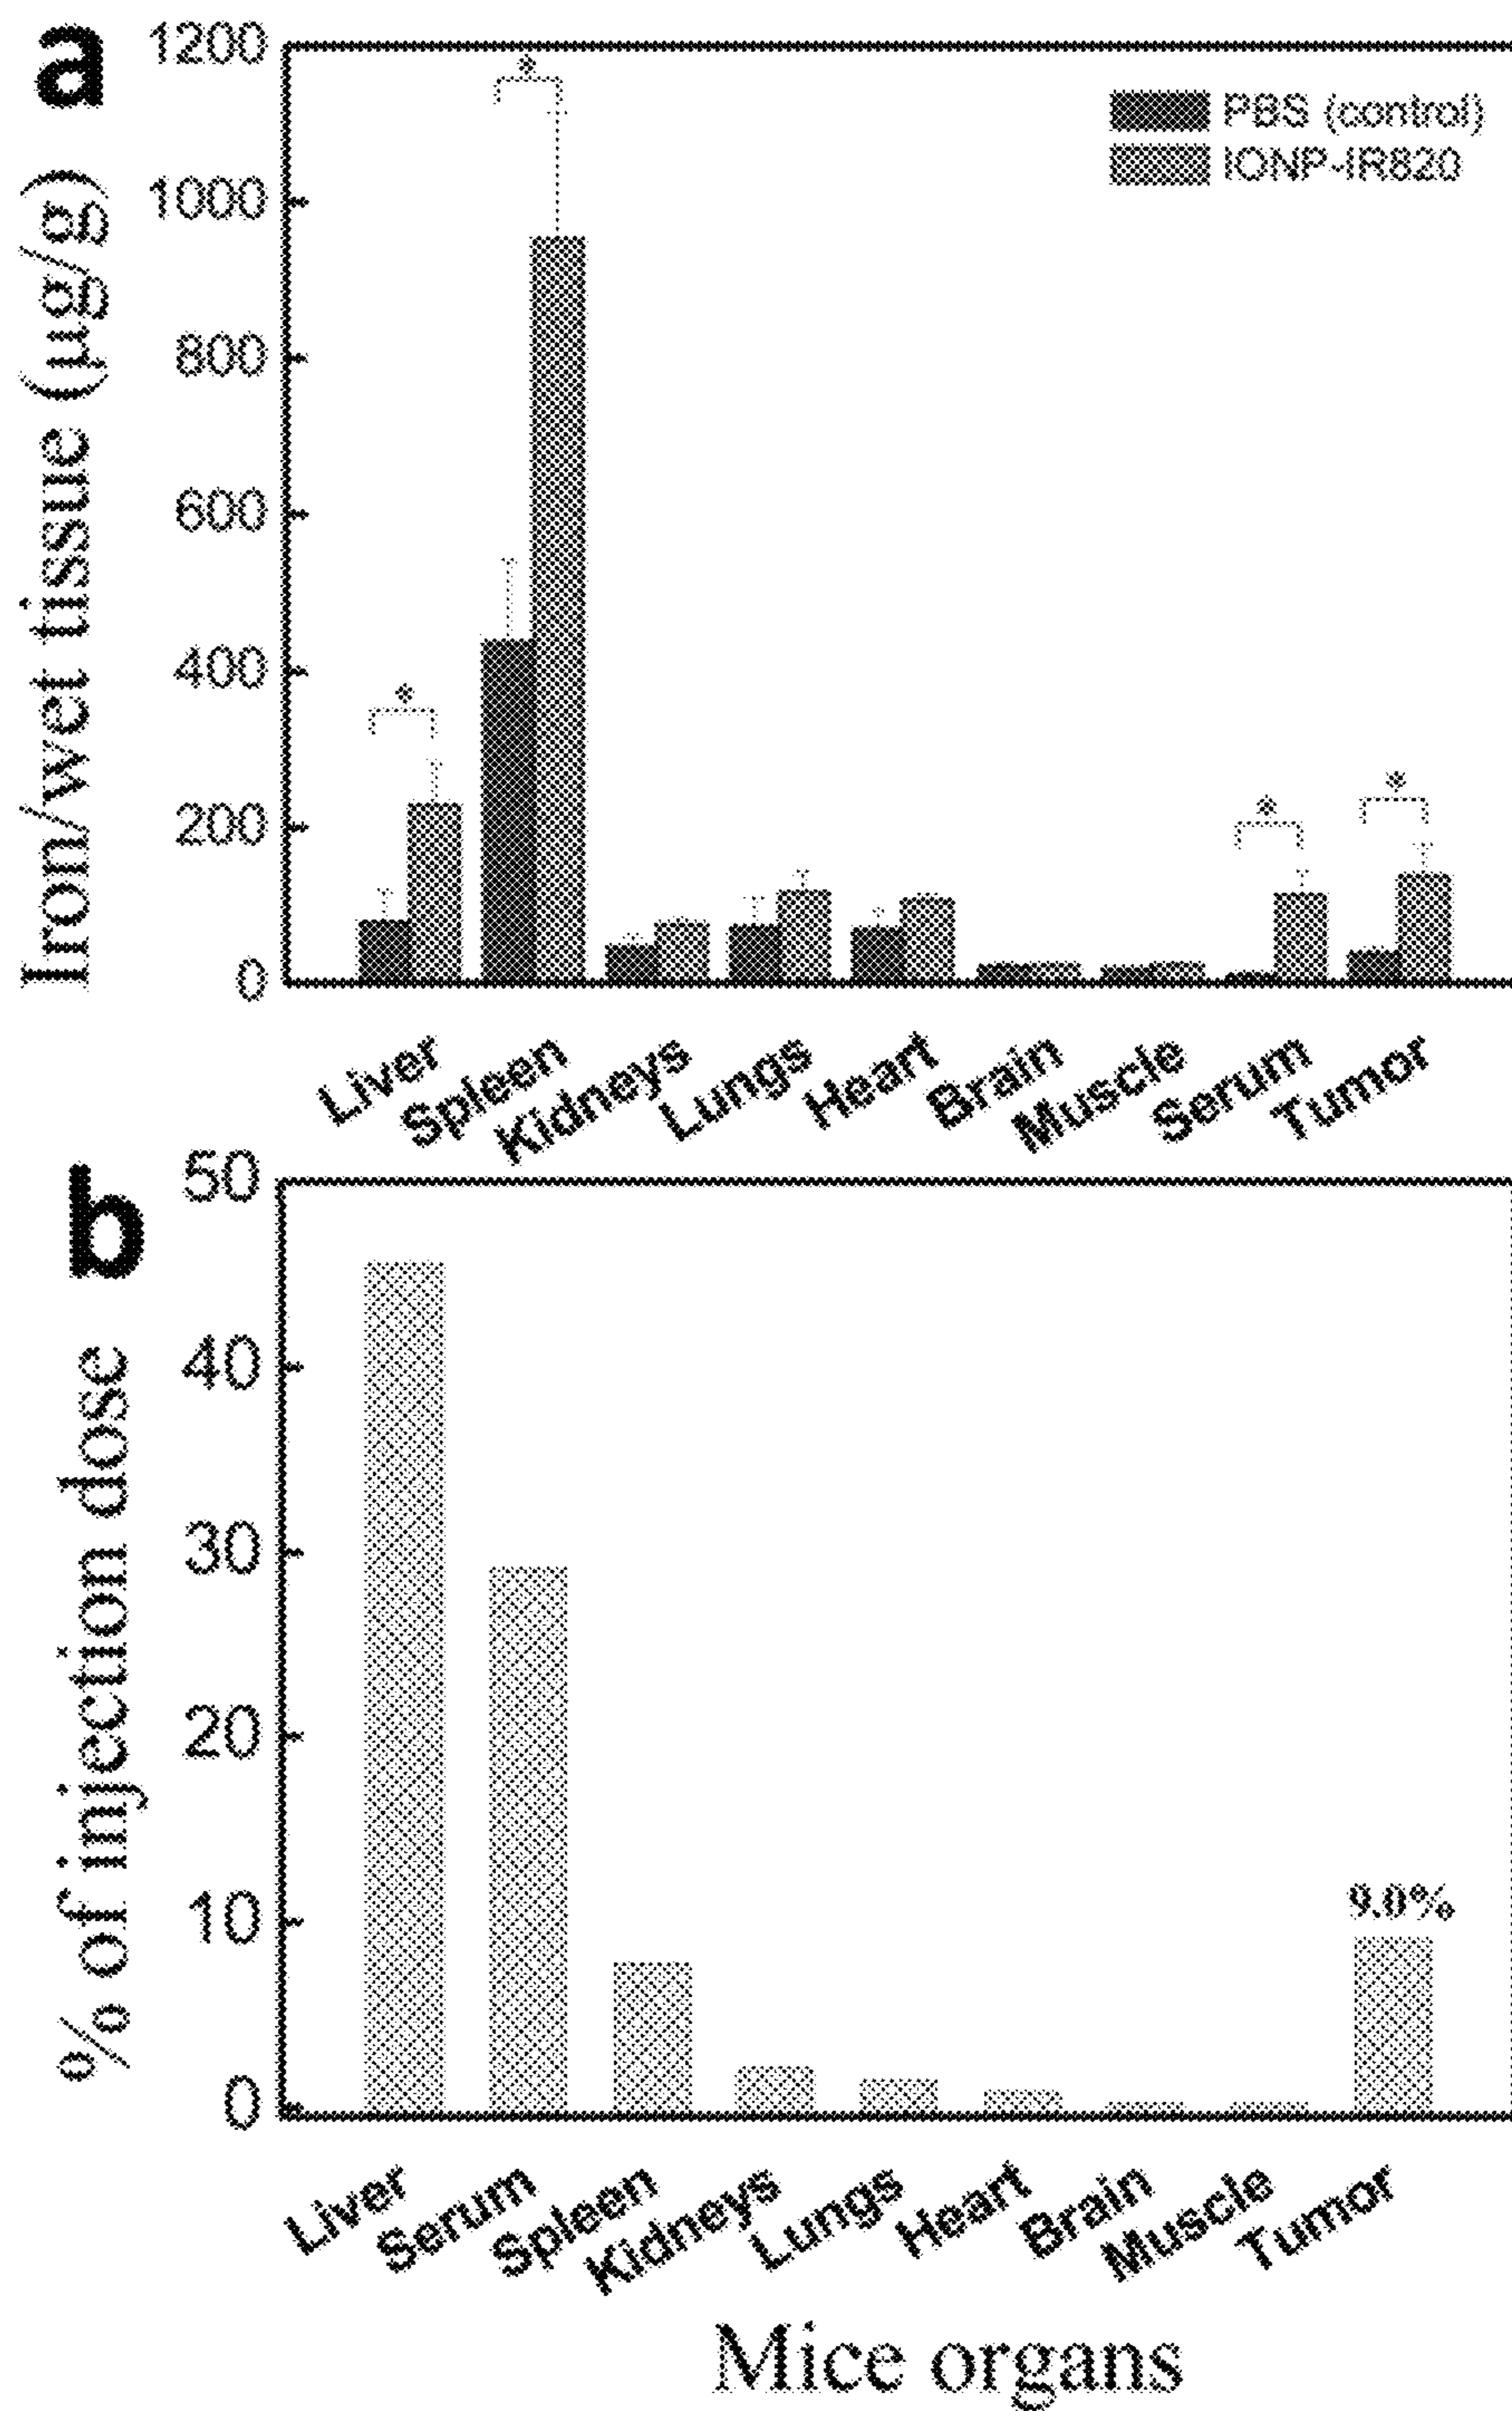 a
Iron/wet tissue (µg/g)
1200
1000
800
600
400
200
0
PBS (control)
IONP-IR820
*
*
*
*
Liver
Spleen
Kidneys
Lungs
Heart
Brain
Muscle
Serum
Tumor
b
% of injection dose
50
40
30
20
10
0
9.0%
Liver
Serum
Spleen
Kidneys
Lungs
Heart
Brain
Muscle
Tumor
Mice organs